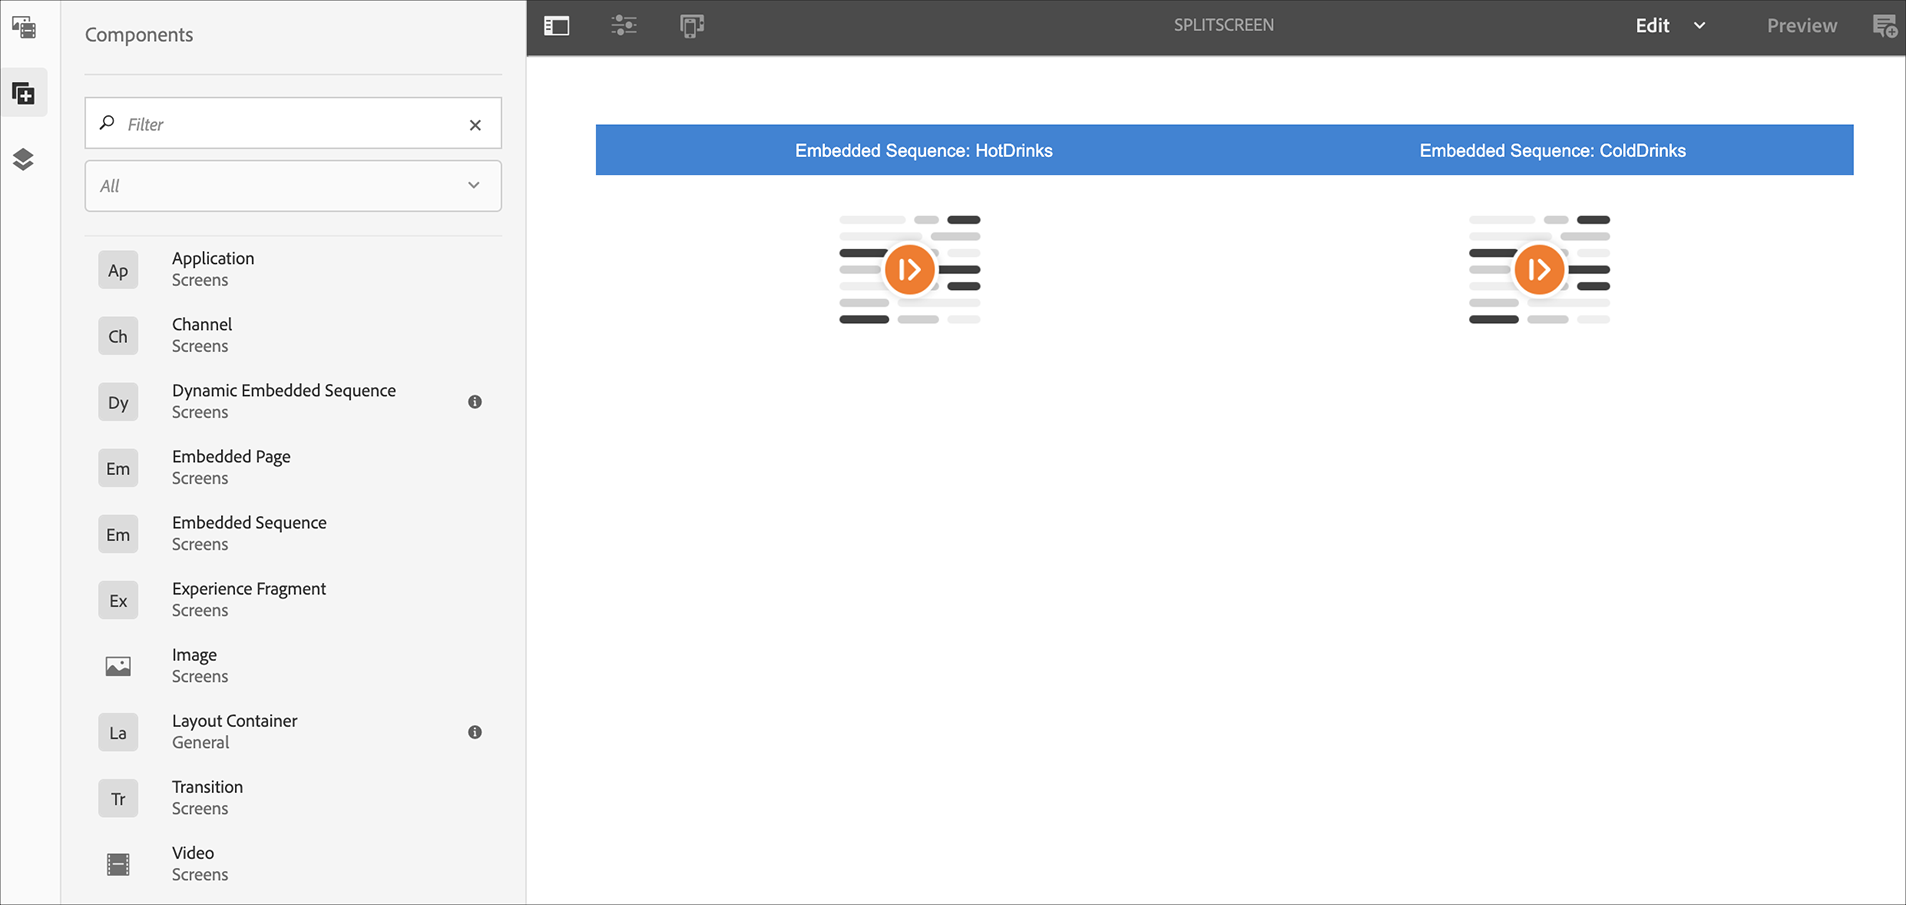 Components
Filter
All
Ap
Application
Screens
Ch
Channel
Screens
Dy
Dynamic Embedded Sequence
Screens
Em
Embedded Page
Screens
Em
Embedded Sequence
Screens
Ex
Experience Fragment
Screens
Image
Screens
La
Layout Container
General
Tr
Transition
Screens
Video
Screens
SPLITSCREEN
Edit
Preview
Embedded Sequence: HotDrinks
Embedded Sequence: ColdDrinks